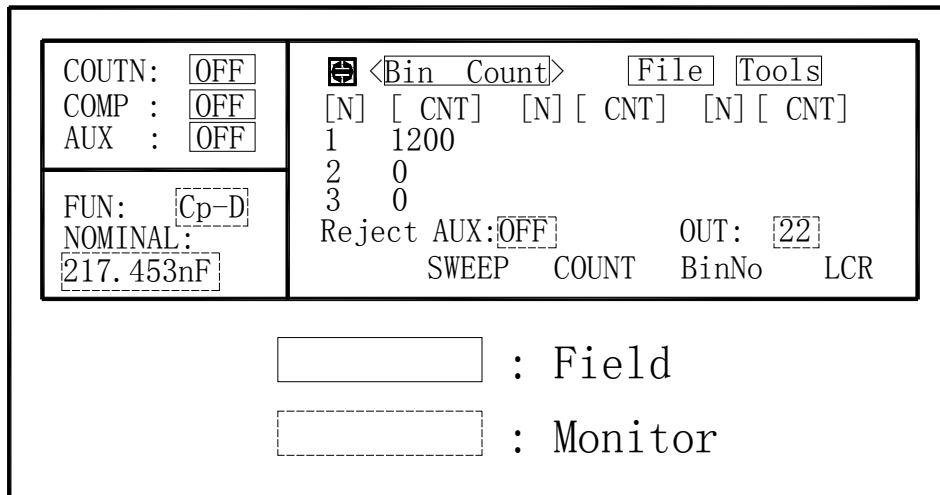 COUTN: OFF
COMP : OFF
AUX : OFF
FUN: Cp-D
NOMINAL:
217.453nF
<Bin Count> File Tools
[N] [ CNT] [N] [ CNT] [N] [ CNT]
1 1200
2 0
3 0
Reject AUX:OFF OUT: 22
SWEEP COUNT BinNo LCR
: Field
: Monitor